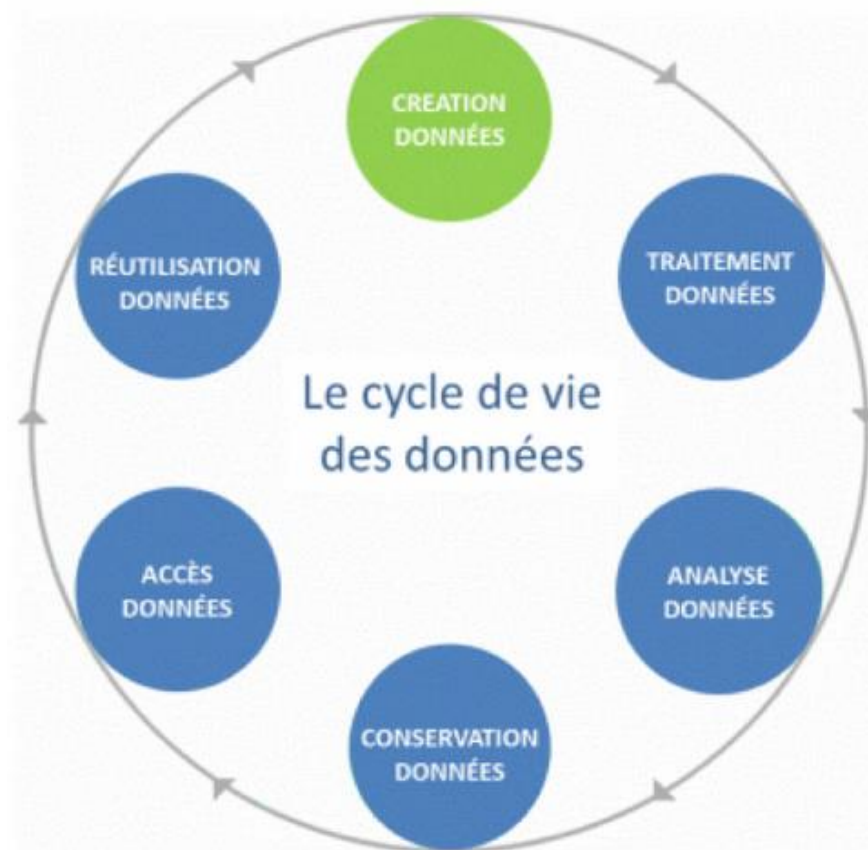 CREATION
DONNÉES
TRAITEMENT
DONNÉES
ANALYSE
DONNÉES
CONSERVATION
DONNÉES
ACCÈS
DONNÉES
RÉUTILISATION
DONNÉES
Le cycle de vie
des données